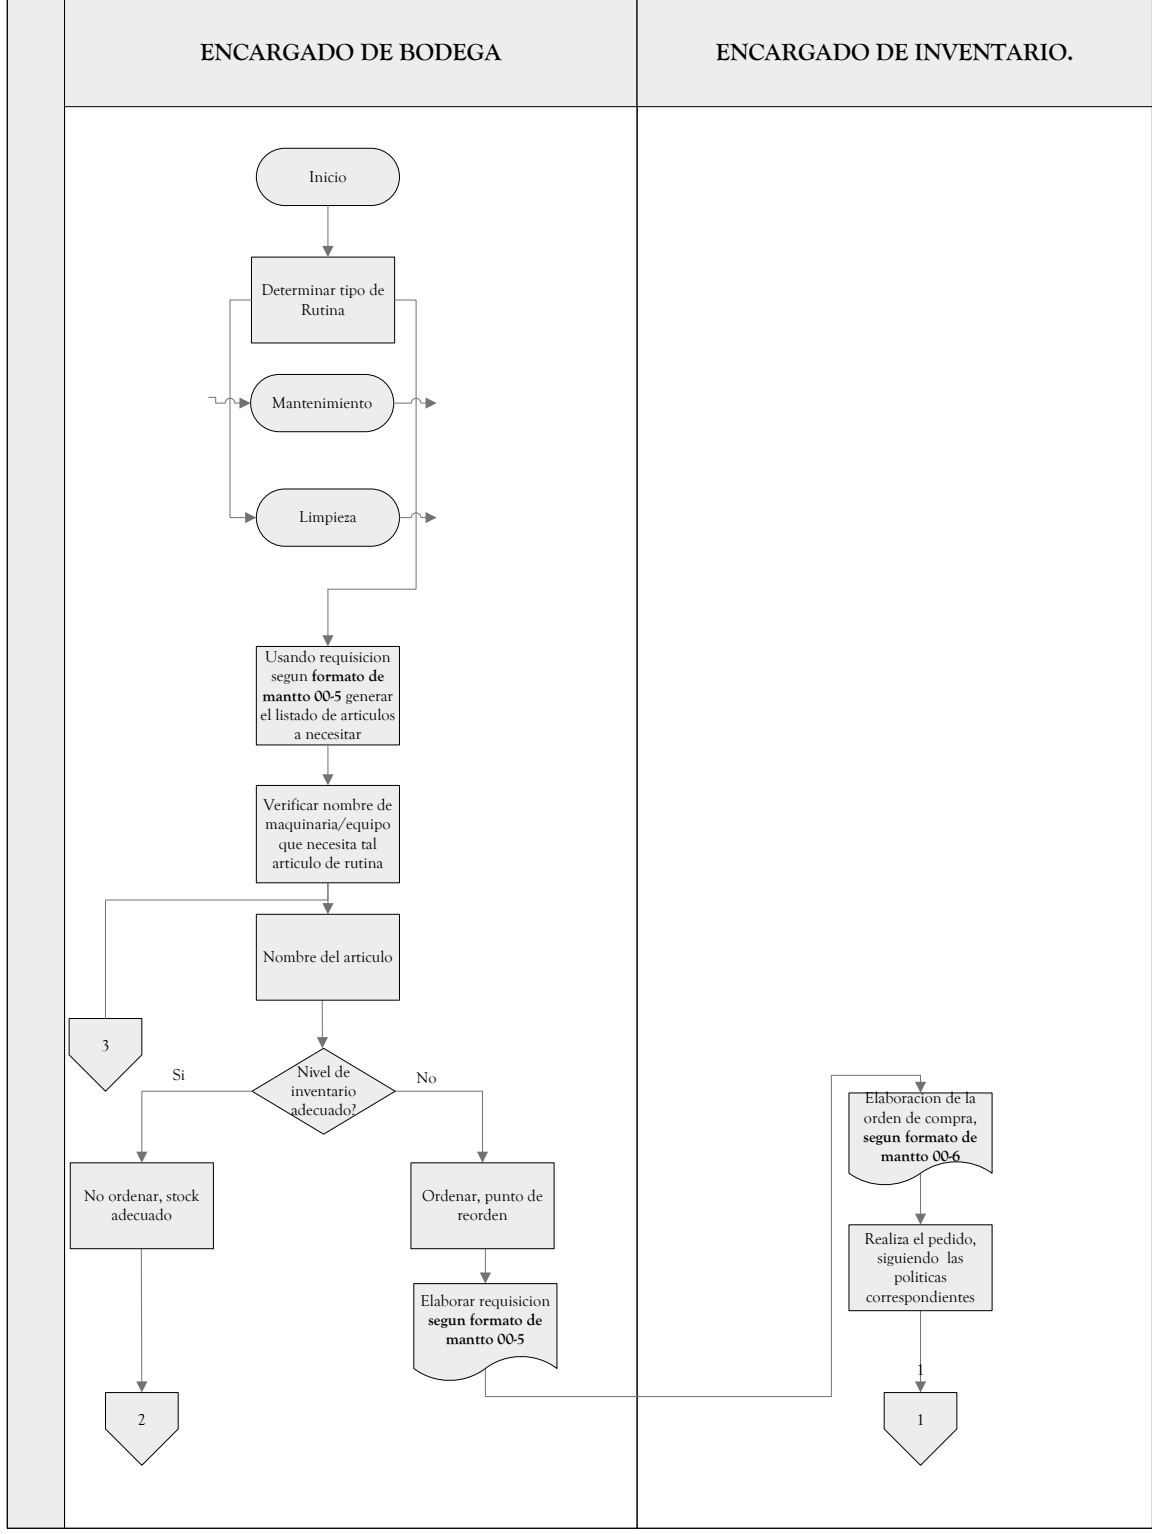 ENCARGADO DE BODEGA
ENCARGADO DE INVENTARIO.
Inicio
Determinar tipo de
Rutina
Mantenimiento
Limpieza
Usando requisicion
segun formato de
mantto 00-5 generar
el listado de articulos
a necesitar
Verificar nombre de
maquinaria/equipo
que necesita tal
articulo de rutina
Nombre del articulo
3
Nivel de
inventario
adecuado?
Si
No
No ordenar, stock
adecuado
Ordenar, punto de
reorden
Elaborar requisicion
segun formato de
mantto 00-5
2
Elaboracion de la
orden de compra,
segun formato de
mantto 00-6
Realiza el pedido,
siguiendo las
politicas
correspondientes
1
1